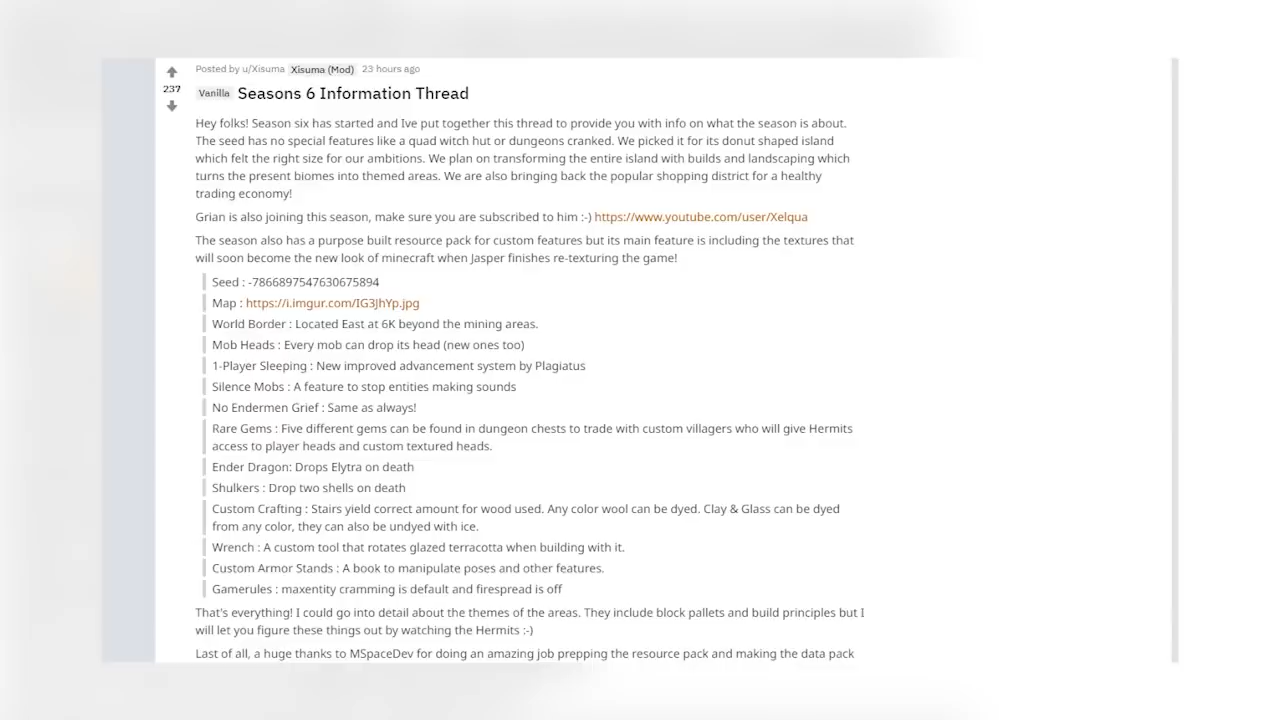 Posted by u/Xisuma Xisuma (Mod) 23 hours ago
237
Vanilla Seasons 6 Information Thread
Hey folks! Season six has started and Ive put together this thread to provide you with info on what the season is about.
The seed has no special features like a quad witch hut or dungeons cranked. We picked it for its donut shaped island
which felt the right size for our ambitions. We plan on transforming the entire island with builds and landscaping which
turns the present biomes into themed areas. We are also bringing back the popular shopping district for a healthy
trading economy!
Grian is also joining this season, make sure you are subscribed to him :-) https://www.youtube.com/user/Xelqua
The season also has a purpose built resource pack for custom features but its main feature is including the textures that
will soon become the new look of minecraft when Jasper finishes re-texturing the game!
Seed : -7866897547630675894
Map : https://i.imgur.com/IG3JhYp.jpg
World Border : Located East at 6K beyond the mining areas.
Mob Heads : Every mob can drop its head (new ones too)
1-Player Sleeping : New improved advancement system by Plagiatus
Silence Mobs : A feature to stop entities making sounds
No Endermen Grief : Same as always!
Rare Gems : Five different gems can be found in dungeon chests to trade with custom villagers who will give Hermits
access to player heads and custom textured heads.
Ender Dragon: Drops Elytra on death
Shulkers : Drop two shells on death
Custom Crafting : Stairs yield correct amount for wood used. Any color wool can be dyed. Clay & Glass can be dyed
from any color, they can also be undyed with ice.
Wrench : A custom tool that rotates glazed terracotta when building with it.
Custom Armor Stands : A book to manipulate poses and other features.
Gamerules : maxentity cramming is default and firespread is off
That's everything! I could go into detail about the themes of the areas. They include block pallets and build principles but I
will let you figure these things out by watching the Hermits :-)
Last of all, a huge thanks to MSpaceDev for doing an amazing job prepping the resource pack and making the data pack